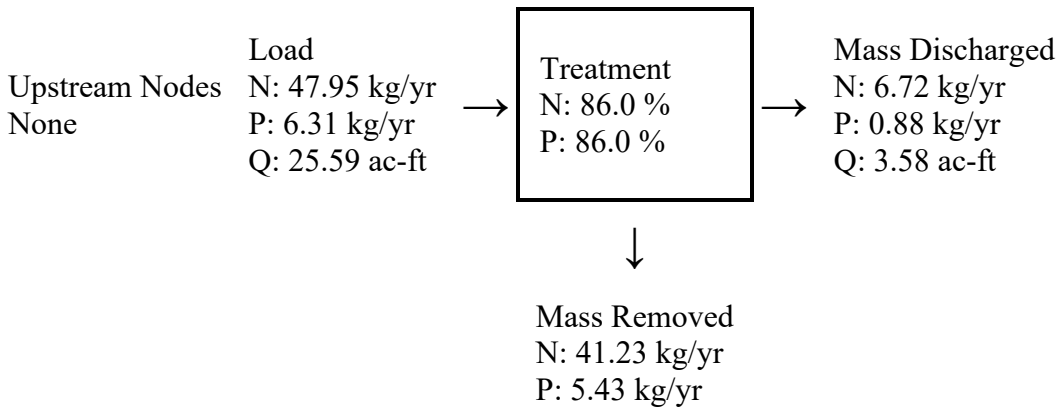 Upstream Nodes
None
Load
N: 47.95 kg/yr
P: 6.31 kg/yr
Q: 25.59 ac-ft
→
Treatment
N: 86.0 %
P: 86.0 %
→
Mass Discharged
N: 6.72 kg/yr
P: 0.88 kg/yr
Q: 3.58 ac-ft
↓
Mass Removed
N: 41.23 kg/yr
P: 5.43 kg/yr